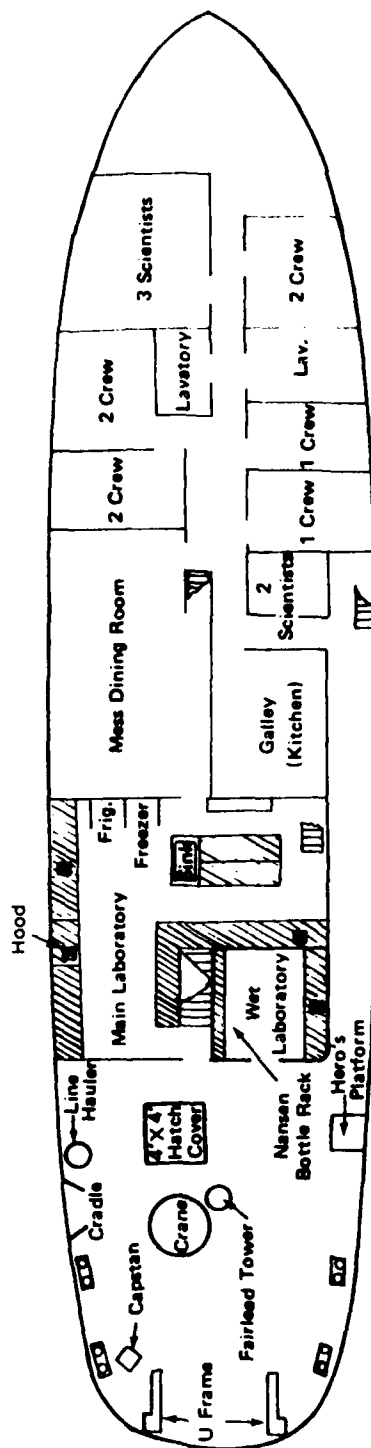 Hood
3 Scientists
2 Crew
Lavatory
2 Crew
Mess Dining Room
Frig.
Freezer
Main Laboratory
Line
Hauler
Cradle
Capstan
2 Crew
Lav.
1 Crew
1 Crew
2
Scientists
Galley
(Kitchen)
Sink
Wet
Laboratory
Nansen
Bottle Rack
Hero's
Platform
4' X 4'
Hatch
Cover
Crane
Fairlead Tower
U Frame